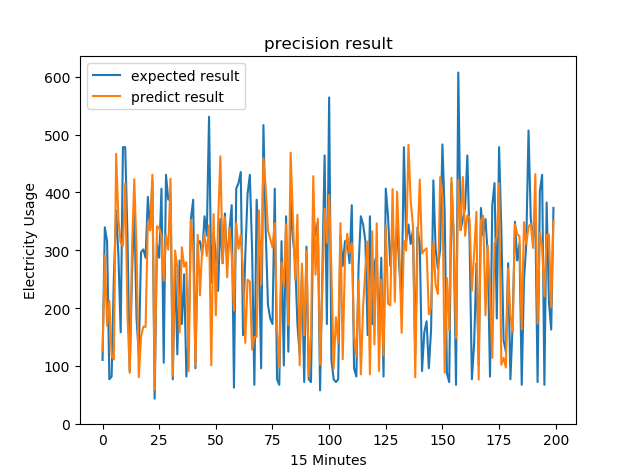 precision result
expected result
predict result
Electricity Usage
600
500
400
300
200
100
0
0 25 50 75 100 125 150 175 200
15 Minutes